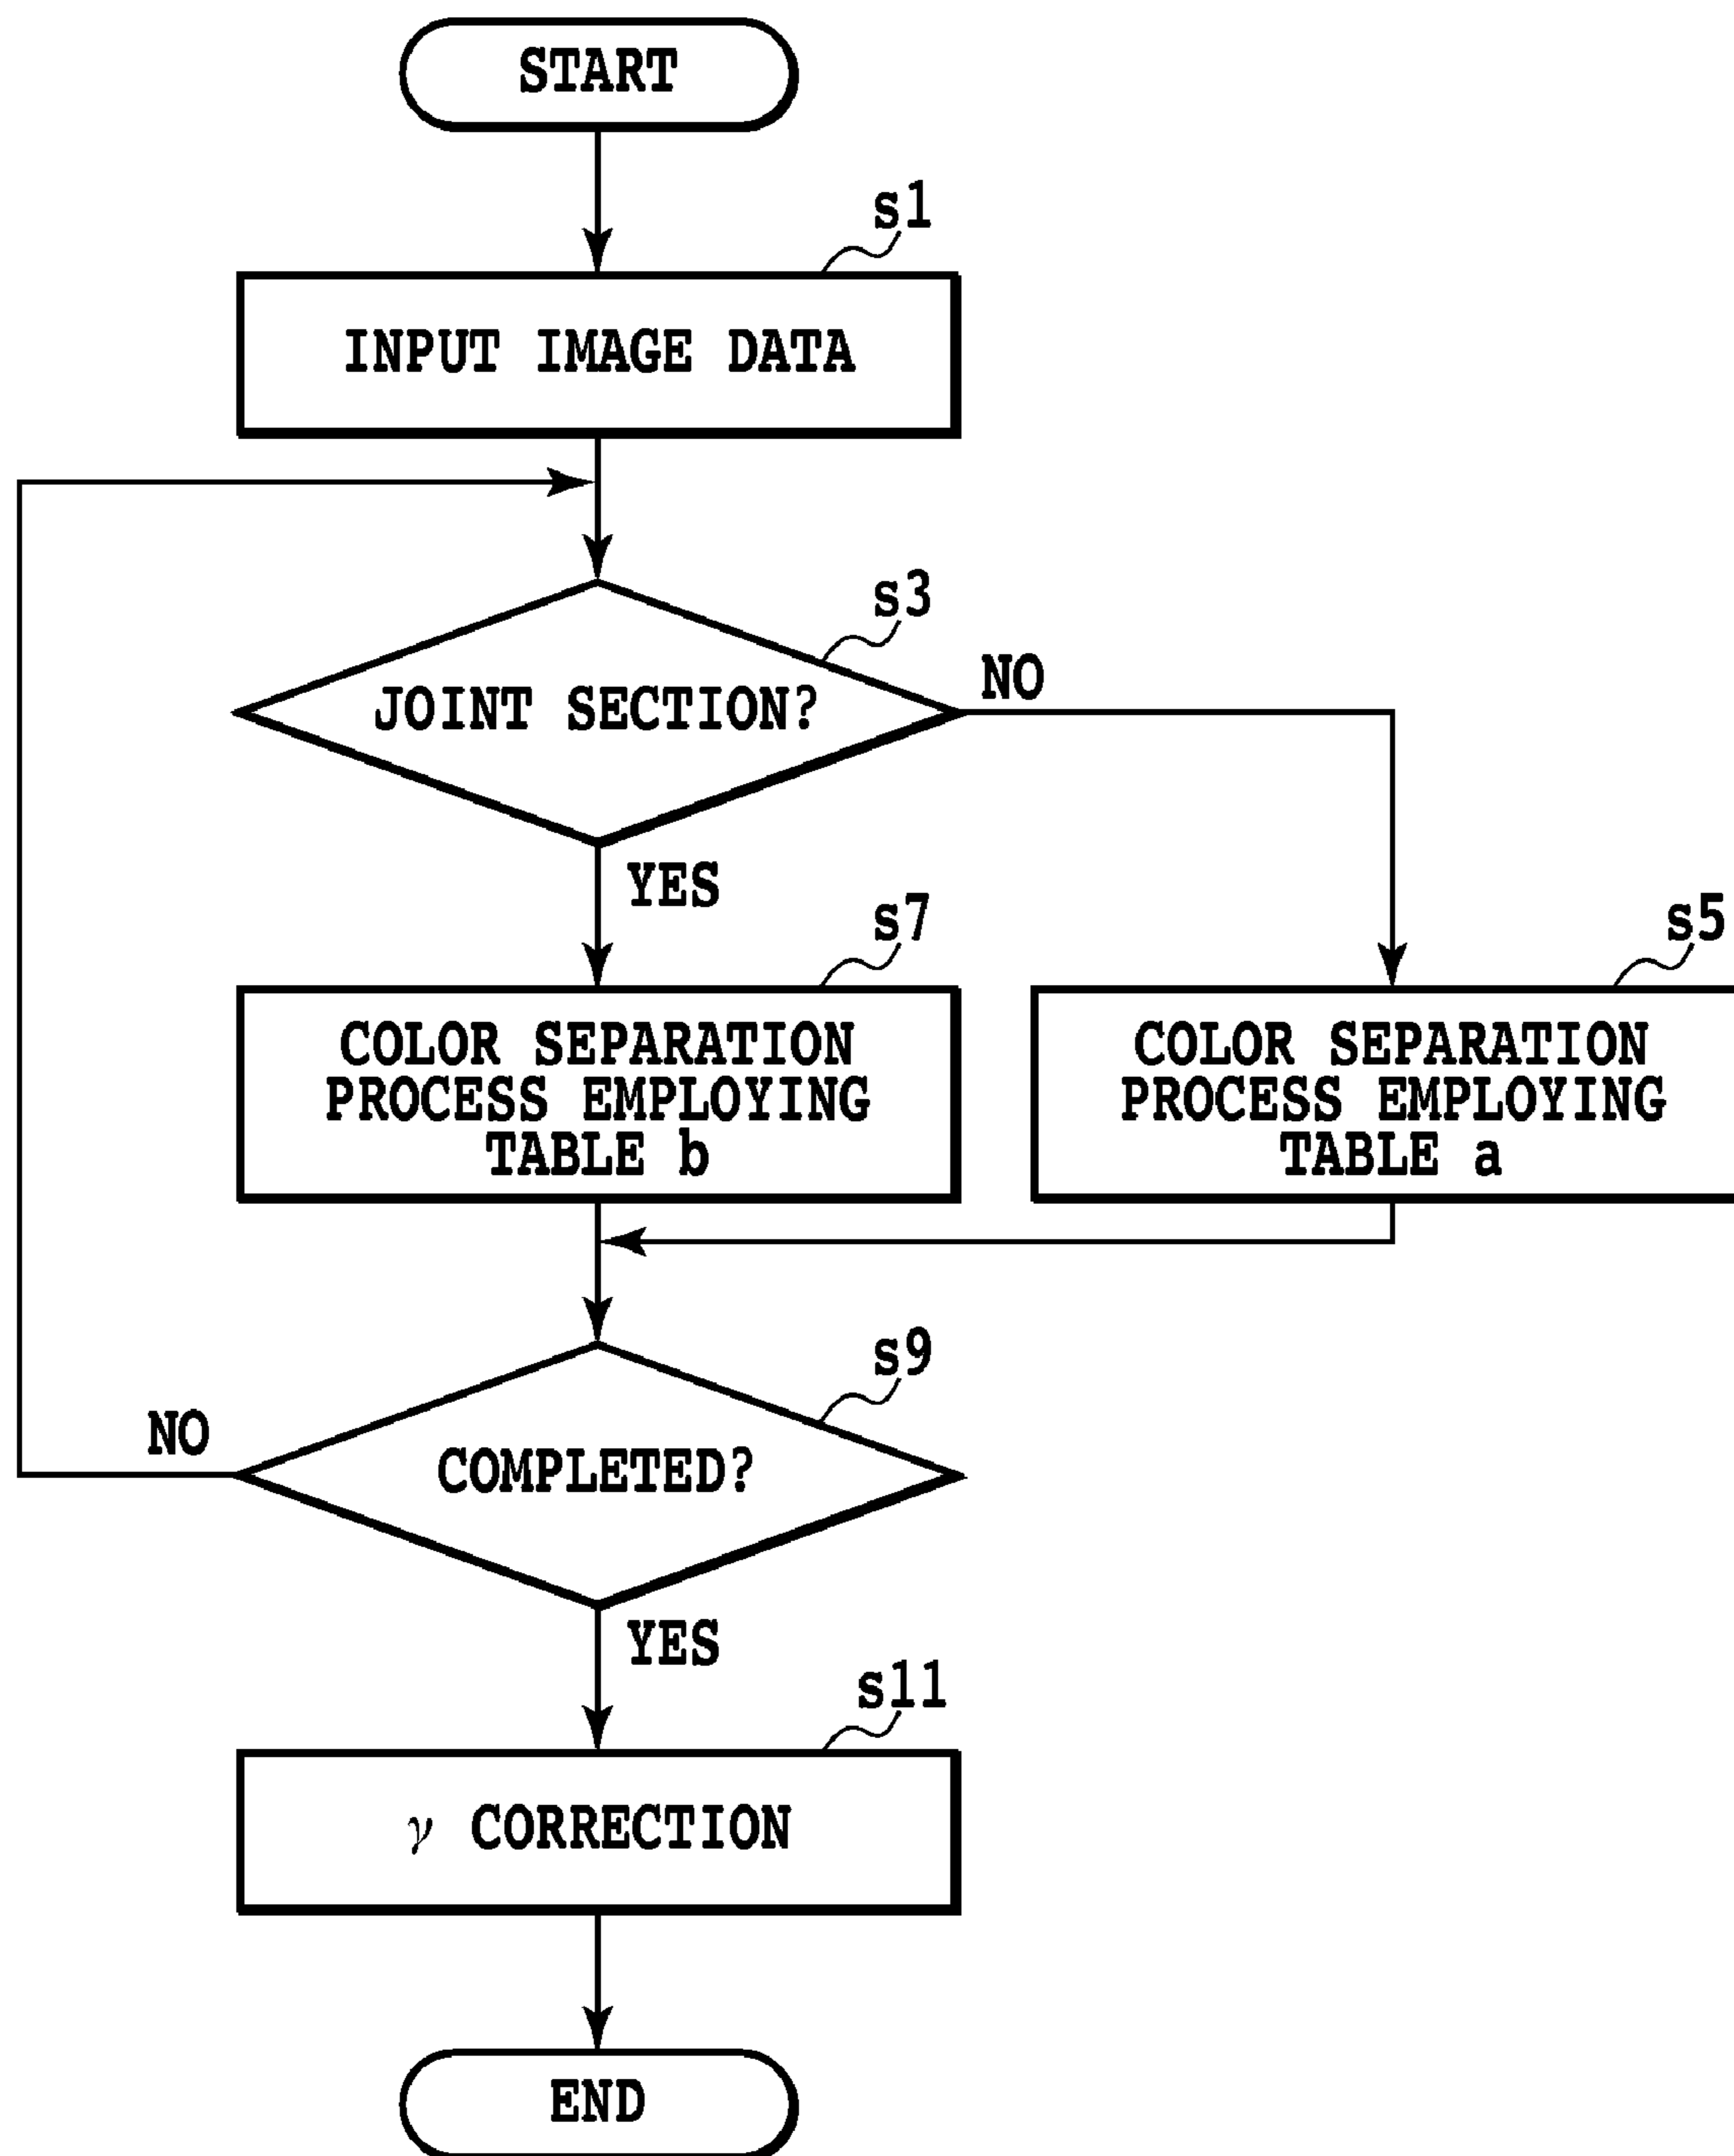 START
s1
INPUT IMAGE DATA
s3
JOINT SECTION?
NO
YES
s7
COLOR SEPARATION
PROCESS EMPLOYING
TABLE b
s5
COLOR SEPARATION
PROCESS EMPLOYING
TABLE a
s9
COMPLETED?
NO
YES
s11
γ CORRECTION
END